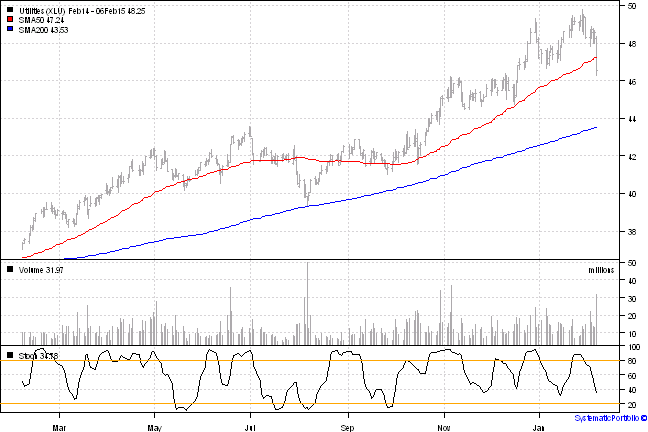 Utilities (XLU) Feb14 - 06Feb15 48.25
SMA50 47.24
SMA200 43.53
50
48
46
44
42
40
38
Volume 31.97
millions
50
40
30
20
10
Stoch 34.78
100
80
60
40
20
Mar May Jul Sep Nov Jan
SystematicPortfolio ©